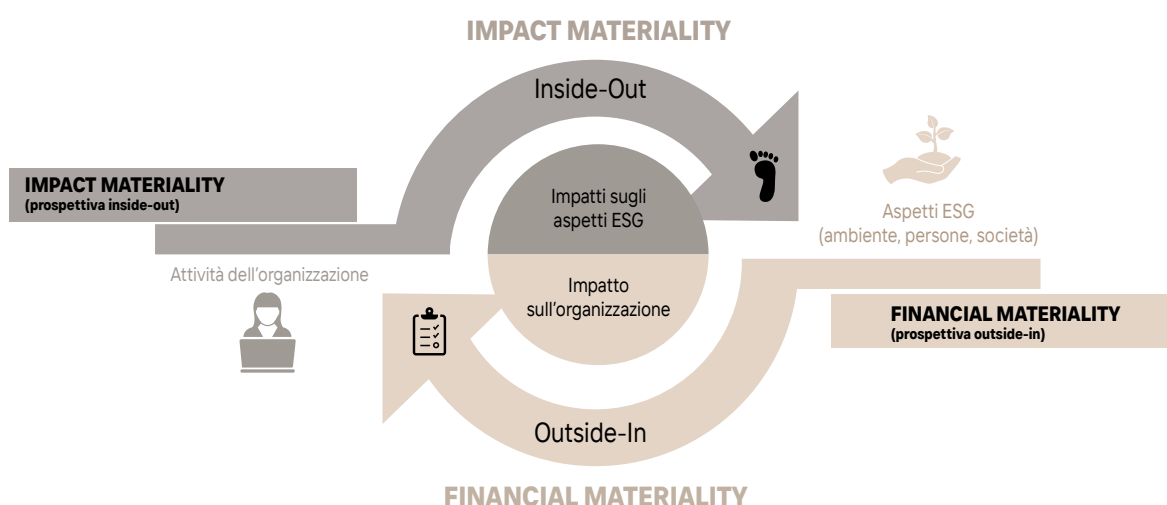 IMPACT MATERIALITY
Inside-Out
IMPACT MATERIALITY
(prospettiva inside-out)
Impatti sugli
aspetti ESG
Aspetti ESG
(ambiente, persone, società)
Attività dell'organizzazione
Impatto
sull'organizzazione
FINANCIAL MATERIALITY
(prospettiva outside-in)
Outside-In
FINANCIAL MATERIALITY